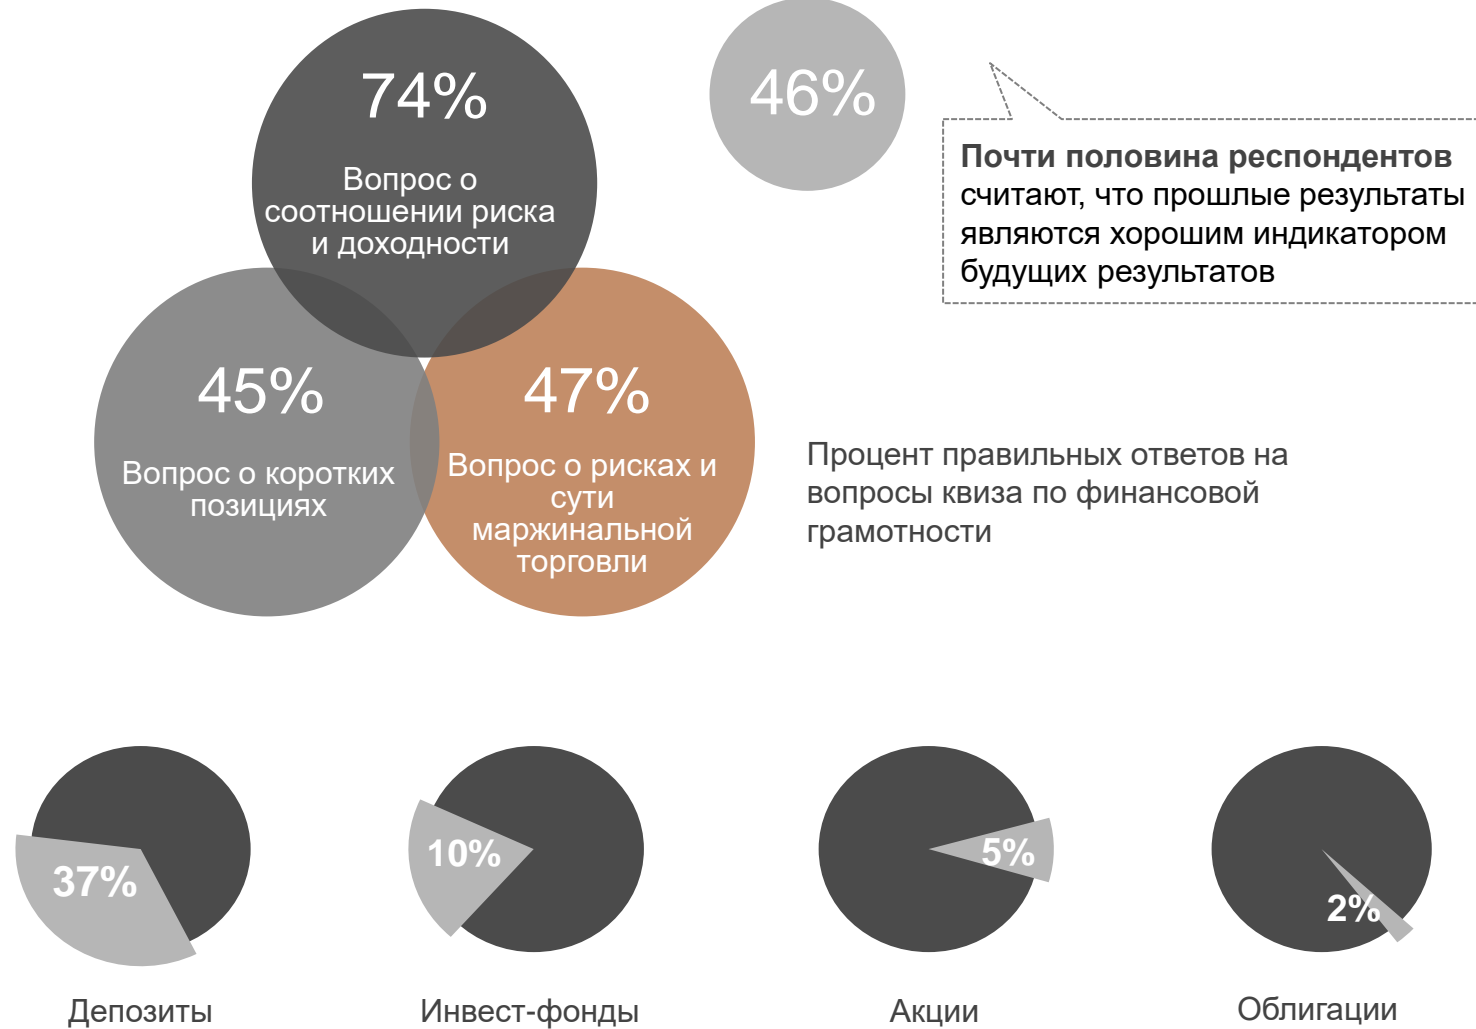 74%
Вопрос о
соотношении риска
и доходности
46%
Почти половина респондентов
считают, что прошлые результаты
являются хорошим индикатором
будущих результатов
45%
Вопрос о коротких
позициях
47%
Вопрос о рисках и
сути
маржинальной
торговли
Процент правильных ответов на
вопросы квиза по финансовой
грамотности
37%
10%
5%
2%
Депозиты
Инвест-фонды
Акции
Облигации